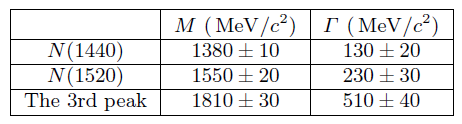 M (MeV/c²) Γ (MeV/c²)
N(1440) 1380 ± 10 130 ± 20
N(1520) 1550 ± 20 230 ± 30
The 3rd peak 1810 ± 30 510 ± 40